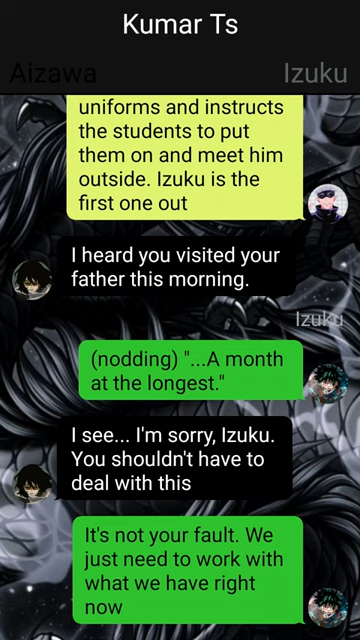 Kumar Ts
Aizawa
Izuku
uniforms and instructs
the students to put
them on and meet him
outside. Izuku is the
first one out
I heard you visited your
father this morning.
Izuku
(nodding) "...A month
at the longest."
I see... I'm sorry, Izuku.
You shouldn't have to
deal with this
It's not your fault. We
just need to work with
what we have right
now